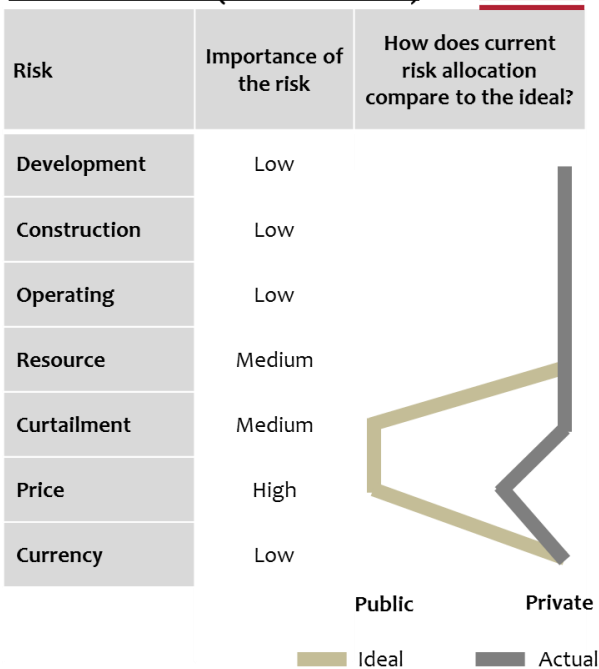 Risk
Importance of
the risk
How does current
risk allocation
compare to the ideal?
Development Low
Construction Low
Operating Low
Resource Medium
Curtailment Medium
Price High
Currency Low
Public Private
Ideal Actual